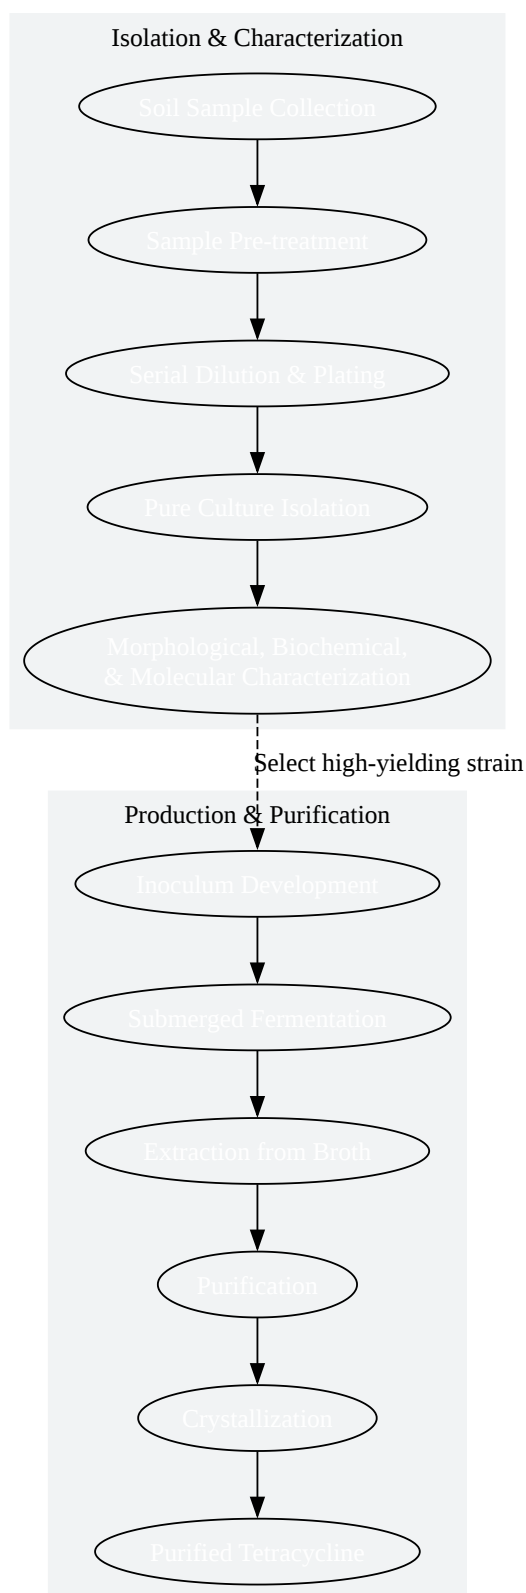 Isolation & Characterization
Soil Sample Collection
Sample Pre-treatment
Serial Dilution & Plating
Pure Culture Isolation
Morphological, Biochemical,
& Molecular Characterization
Select high-yielding strain
Production & Purification
Inoculum Development
Submerged Fermentation
Extraction from Broth
Purification
Crystallization
Purified Tetracycline